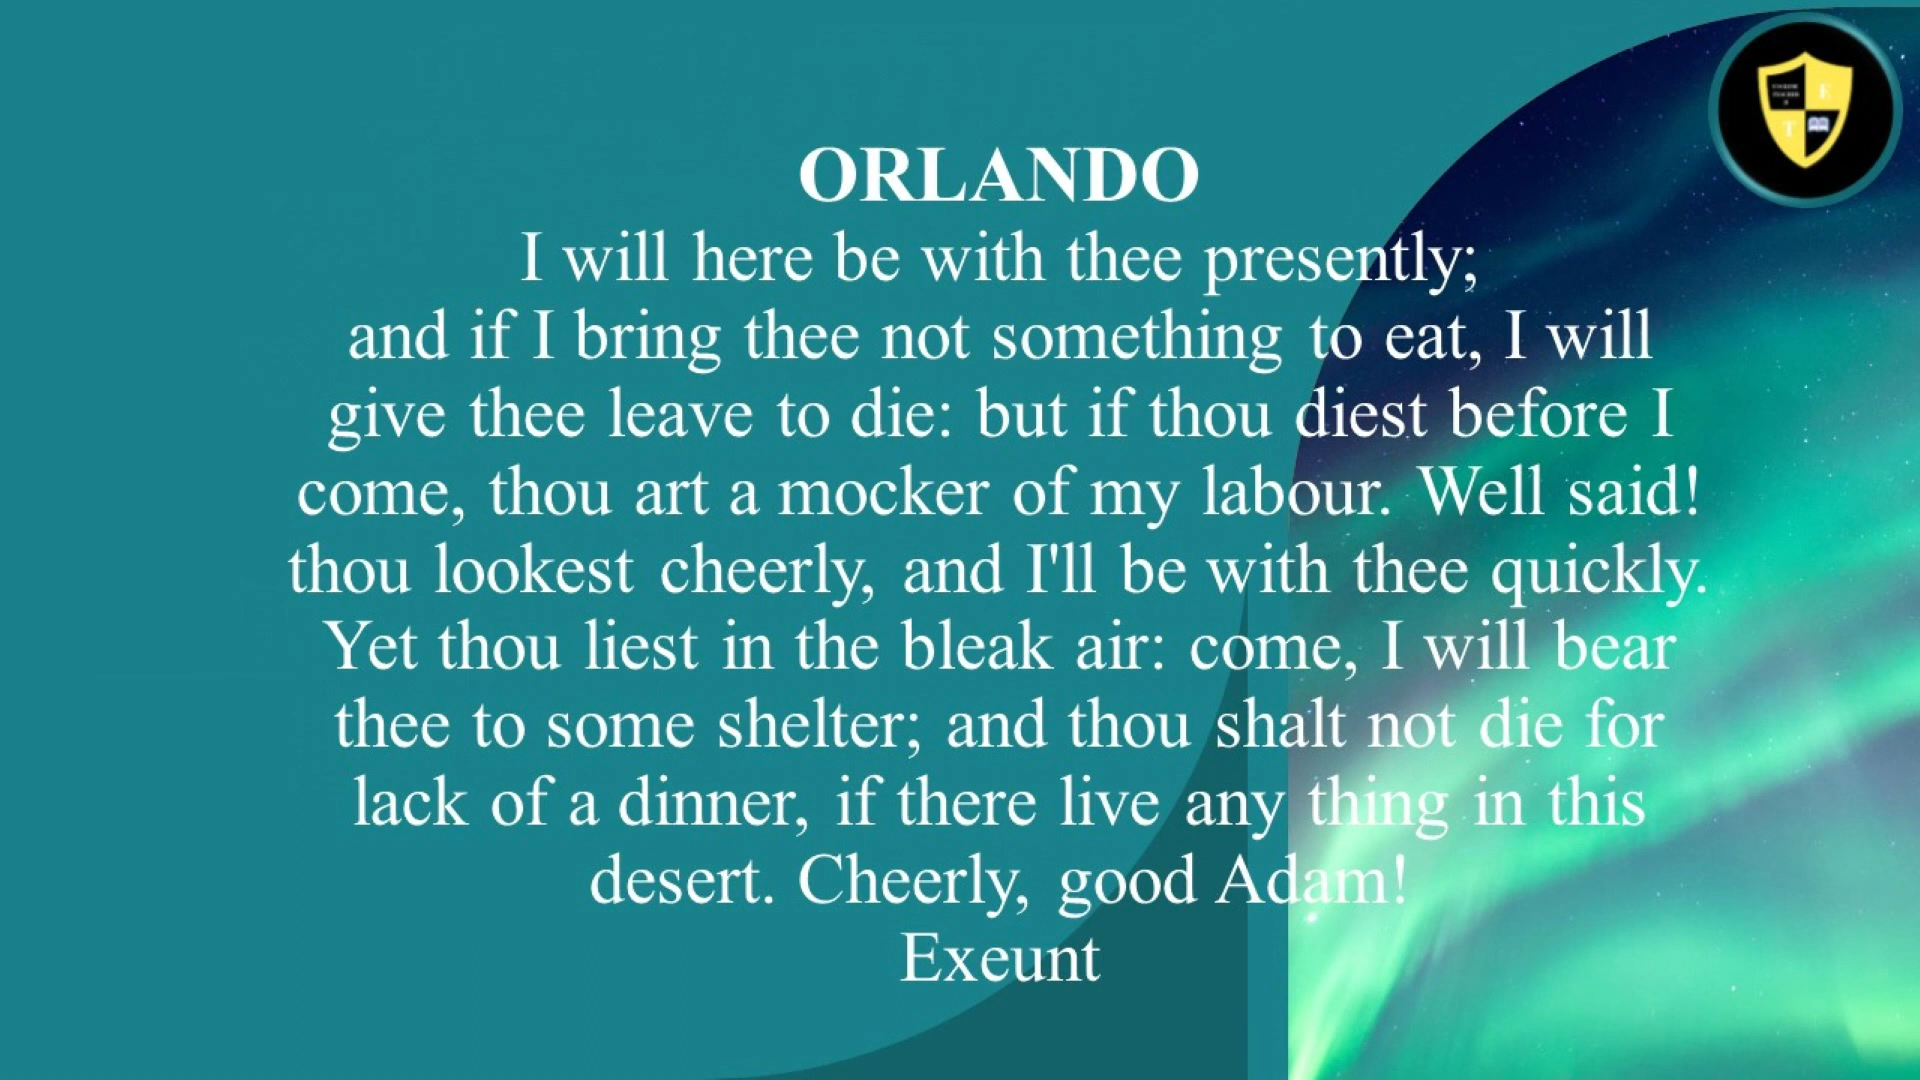 E
T
ORLANDO
I will here be with thee presently;
and if I bring thee not something to eat, I will
give thee leave to die: but if thou diest before I
come, thou art a mocker of my labour. Well said!
thou lookest cheerly, and I'll be with thee quickly.
Yet thou liest in the bleak air: come, I will bear
thee to some shelter; and thou shalt not die for
lack of a dinner, if there live any thing in this
desert. Cheerly, good Adam!
Exeunt